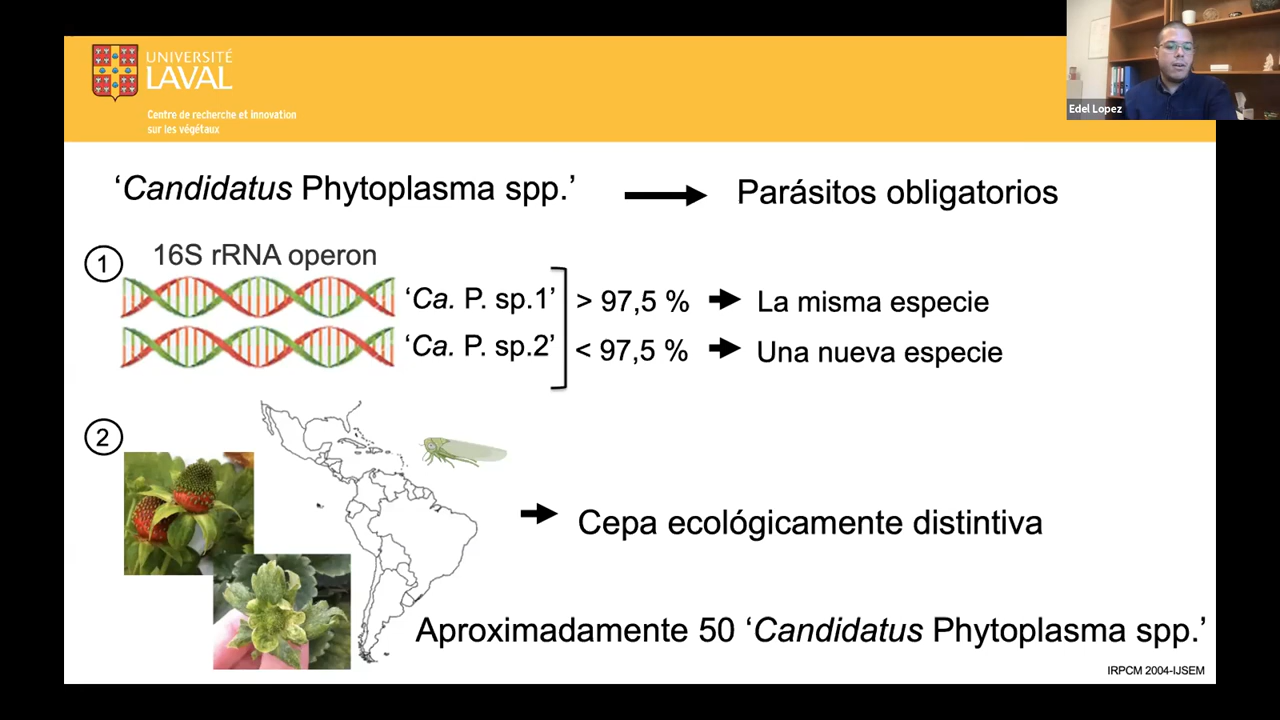 UNIVERSITÉ
LAVAL
Centre de recherche et innovation
sur les végétaux
Edel Lopez
‘Candidatus Phytoplasma spp.’
Parásitos obligatorios
1
16S rRNA operon
‘Ca. P. sp.1’
> 97,5 %
La misma especie
‘Ca. P. sp.2’
< 97,5 %
Una nueva especie
2
Cepa ecológicamente distintiva
Aproximadamente 50 ‘Candidatus Phytoplasma spp.’
IRPCM 2004-IJSEM